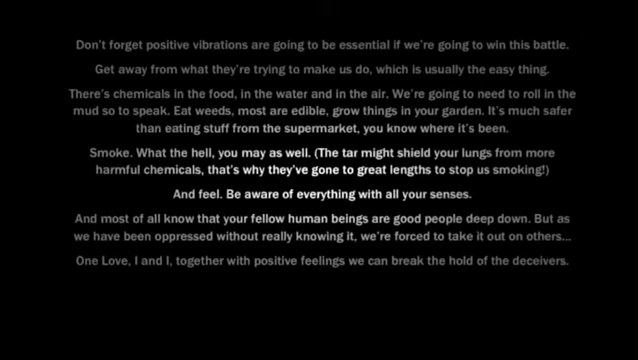 Don't forget positive vibrations are going to be essential if we're going to win this battle.
Get away from what they're trying to make us do, which is usually the easy thing.
There's chemicals in the food, in the water and in the air. We're going to need to roll in the
mud so to speak. Eat weeds, most are edible, grow things in your garden. It's much safer
than eating stuff from the supermarket, you know where it's been.
Smoke. What the hell, you may as well. (The tar might shield your lungs from more
harmful chemicals, that's why they've gone to great lengths to stop us smoking!)
And feel. Be aware of everything with all your senses.
And most of all know that your fellow human beings are good people deep down. But as
we have been oppressed without really knowing it, we're forced to take it out on others...
One Love, I and I, together with positive feelings we can break the hold of the deceivers.